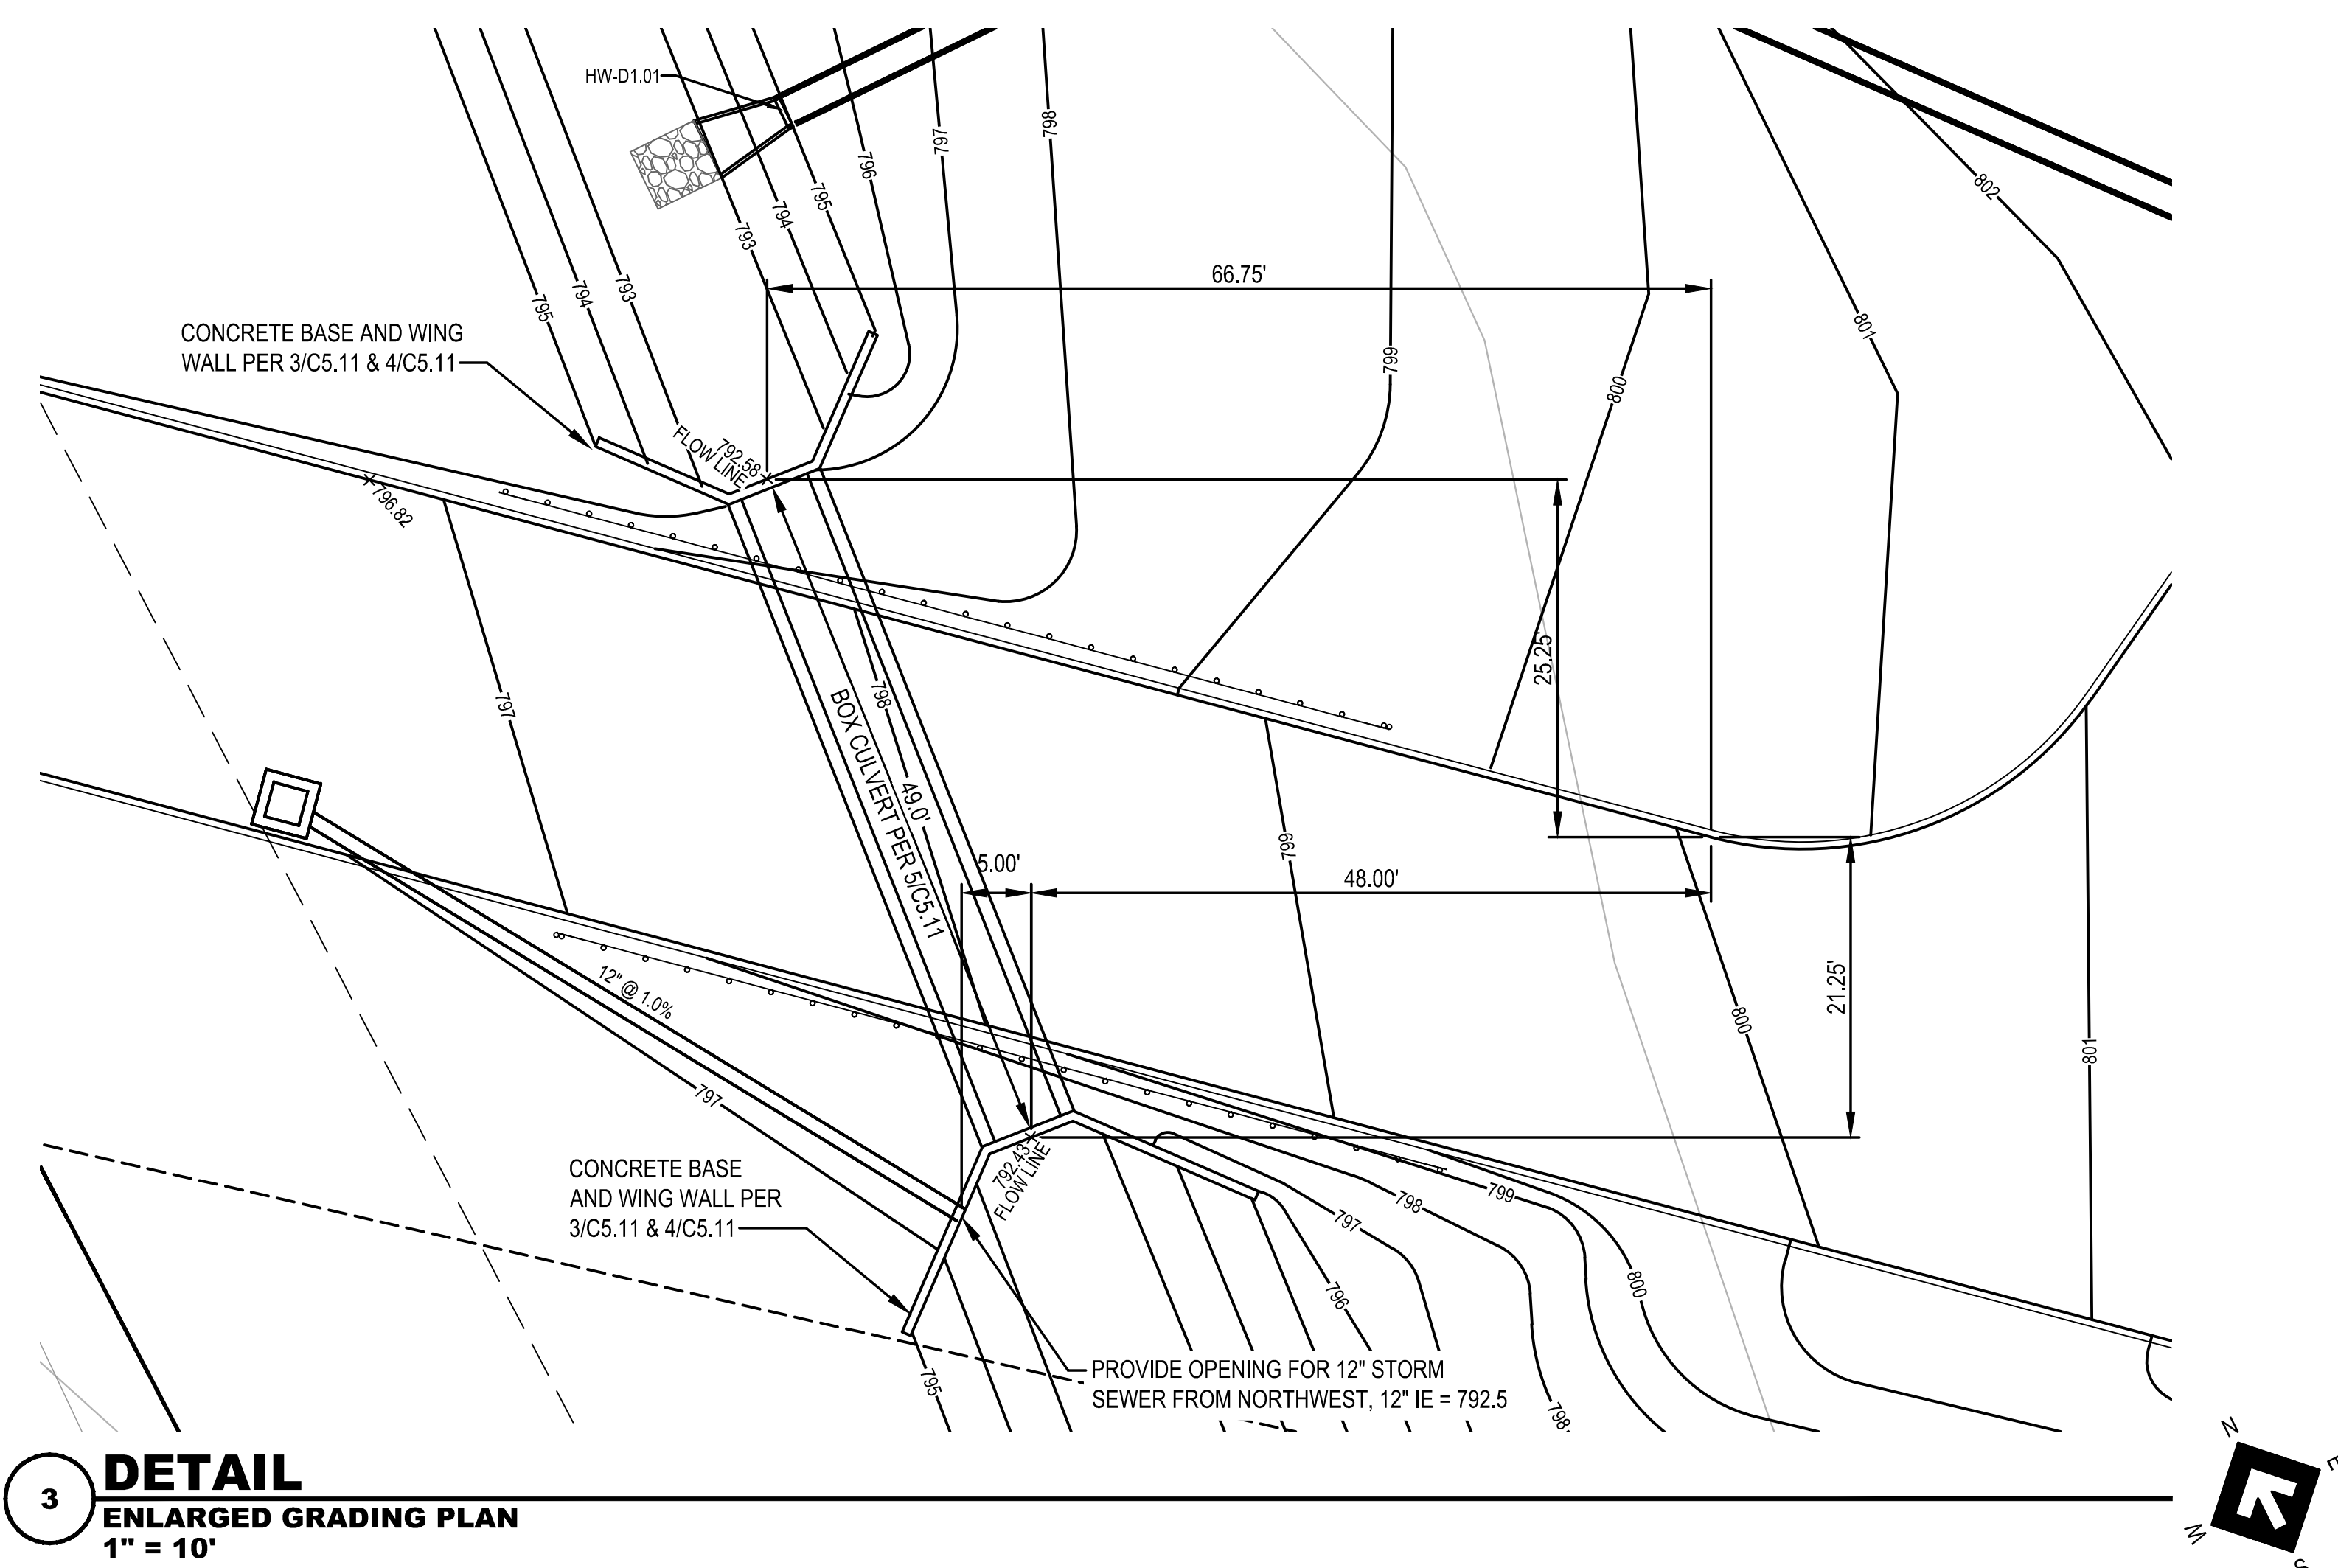 HW-D1.01
798
797
796
802
795
794
793
66.75'
795
794
793
801
CONCRETE BASE AND WING
WALL PER 3/C5.11 & 4/C5.11
799
800
792.58
FLOW LINE
796.82
25.25'
797
798
BOX CULVERT PER 5/C5.11
49.0'
799
5.00'
48.00'
21.25'
12" @ 1.0%
800
801
797
CONCRETE BASE
AND WING WALL PER
3/C5.11 & 4/C5.11
792.43
FLOW LINE
799
798
797
800
796
795
PROVIDE OPENING FOR 12" STORM
SEWER FROM NORTHWEST, 12" IE = 792.5
798
3
DETAIL
ENLARGED GRADING PLAN
1" = 10'
N
E
W
S